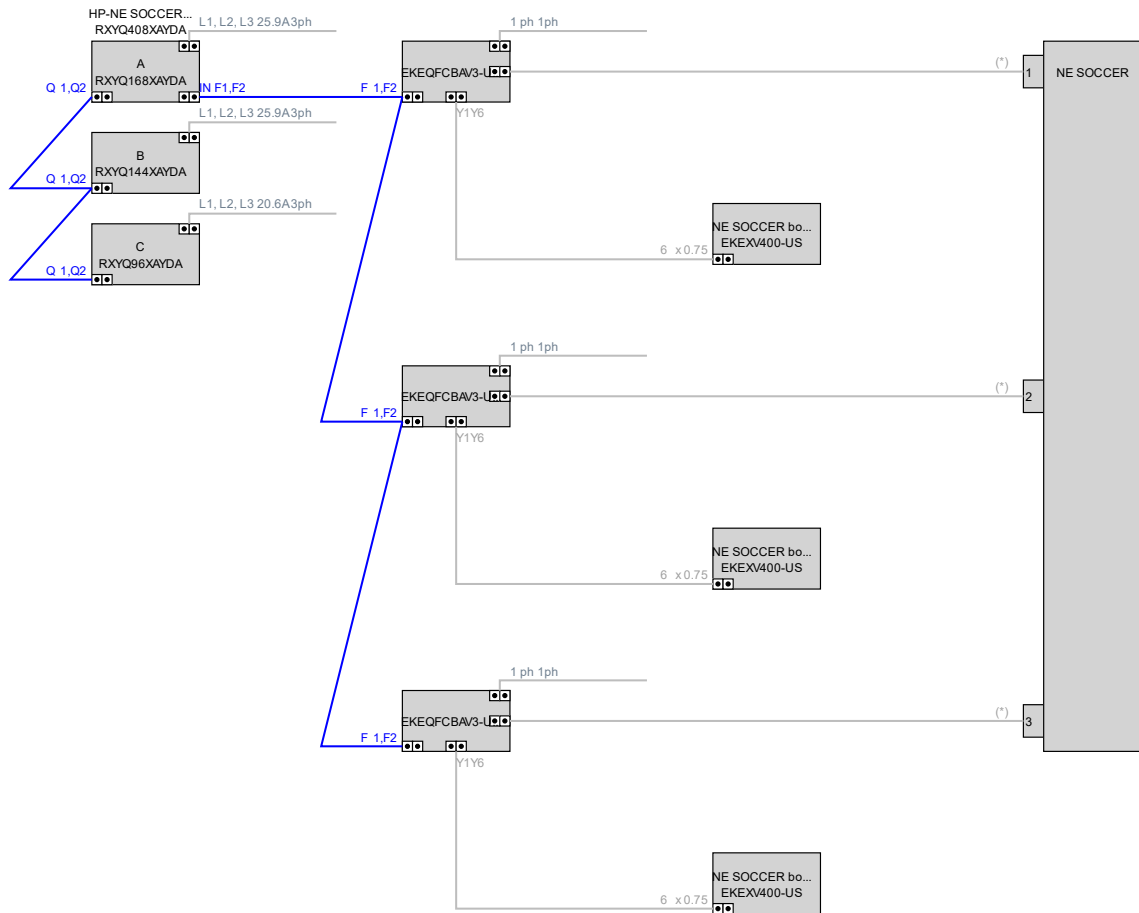 HP-NE SOCCER...
RXYQ408XAYDA
L1, L2, L3 25.9A3ph
A
RXYQ168XAYDA
Q 1,Q2
IN F1,F2
L1, L2, L3 25.9A3ph
B
RXYQ144XAYDA
Q 1,Q2
L1, L2, L3 20.6A3ph
C
RXYQ96XAYDA
Q 1,Q2
1 ph 1ph
EKEQFCBAV3-U
F 1,F2
Y1Y6
(*)
1
NE SOCCER
NE SOCCER bo...
EKEXV400-US
6 x 0.75
1 ph 1ph
EKEQFCBAV3-U
F 1,F2
Y1Y6
(*)
2
NE SOCCER bo...
EKEXV400-US
6 x 0.75
1 ph 1ph
EKEQFCBAV3-U
F 1,F2
Y1Y6
(*)
3
NE SOCCER bo...
EKEXV400-US
6 x 0.75